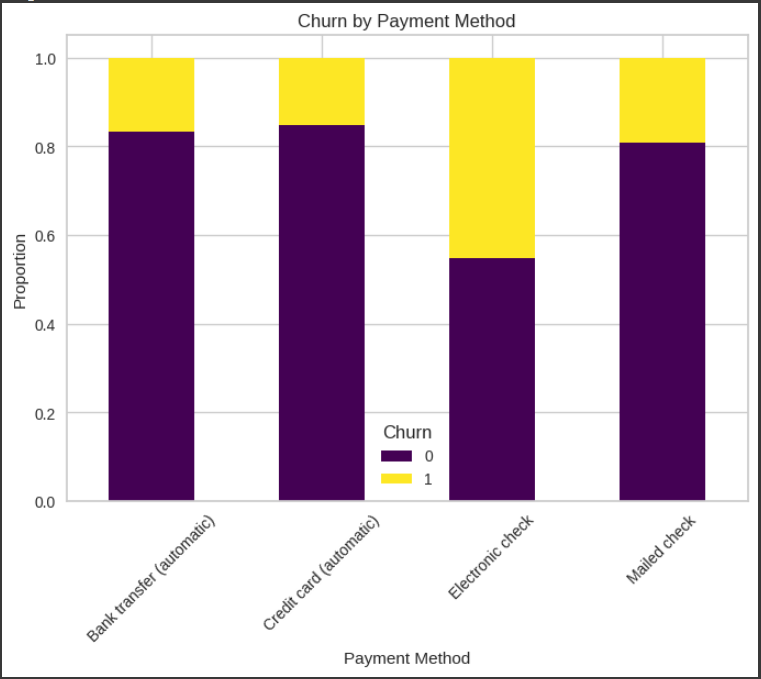 Churn by Payment Method
Proportion
1.0
0.8
0.6
0.4
0.2
0.0
Churn
0
1
Bank transfer (automatic)
Credit card (automatic)
Electronic check
Mailed check
Payment Method